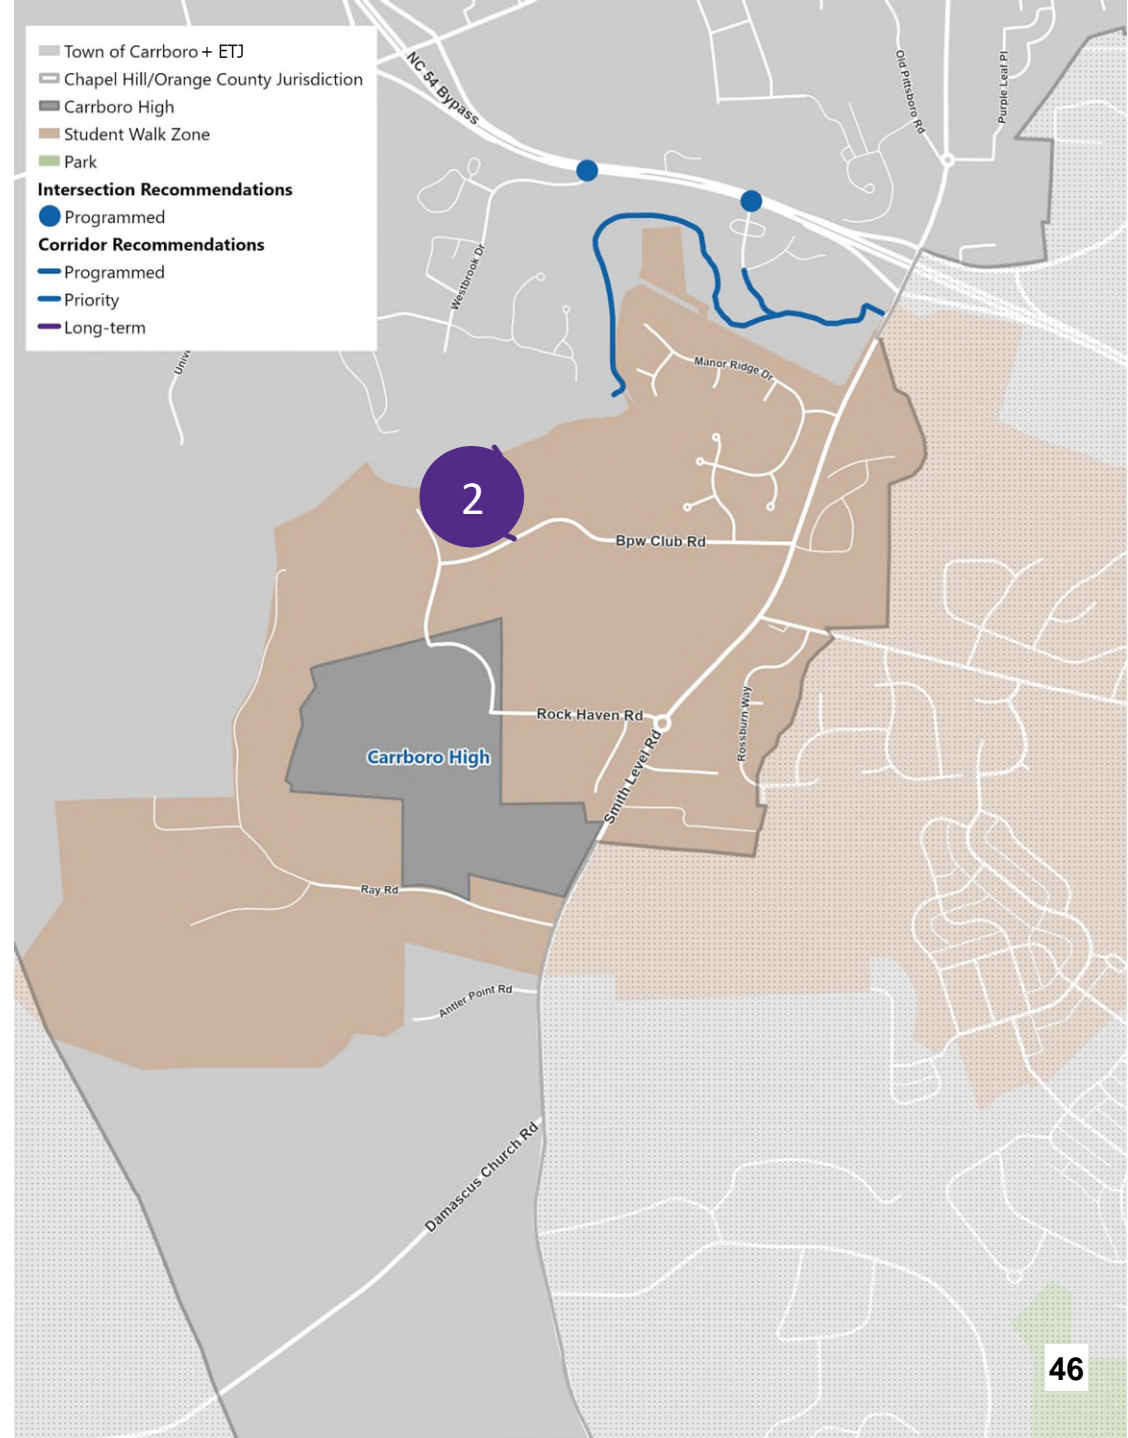 Town of Carrboro + ETJ
Chapel Hill/Orange County Jurisdiction
Carrboro High
Student Walk Zone
Park
Intersection Recommendations
Programmed
Corridor Recommendations
Programmed
Priority
Long-term
NC 54 Bypass
Old Pittsboro Rd
Purple Leaf Pl
Westbrook Dr
Manor Ridge Dr
2
Bpw Club Rd
Rock Haven Rd
Rossburn Way
Carrboro High
Smith Level Rd
Ray Rd
Antler Point Rd
Damascus Church Rd
46